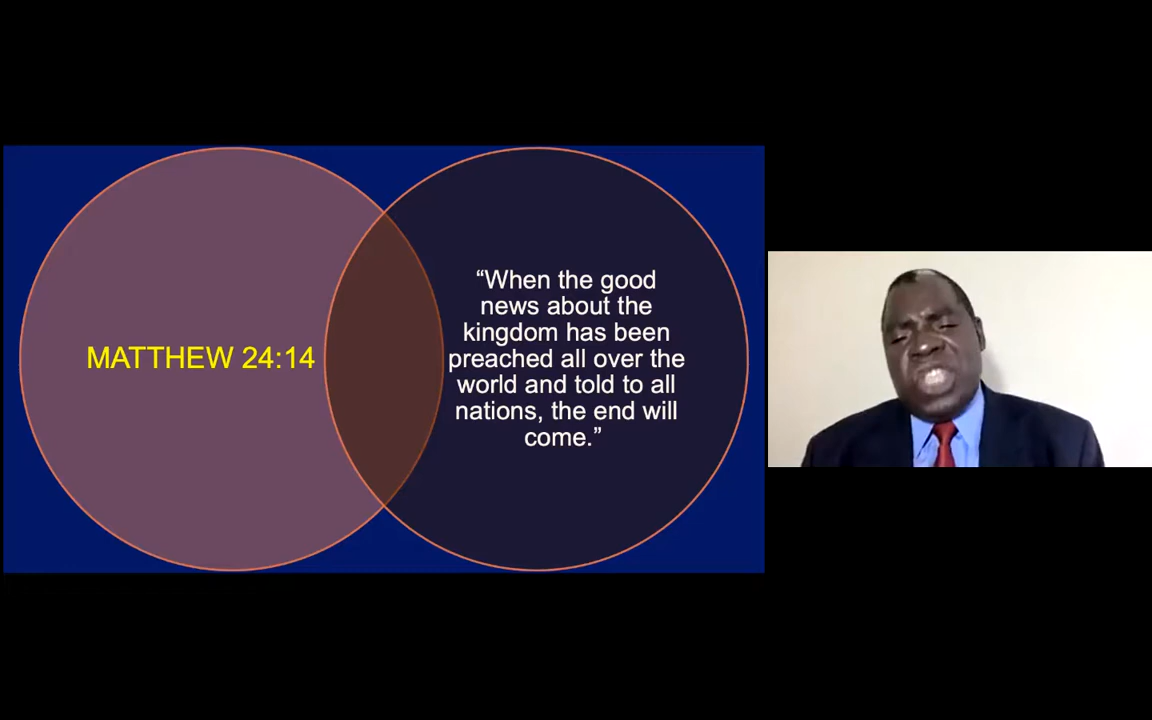 MATTHEW 24:14
“When the good
news about the
kingdom has been
preached all over the
world and told to all
nations, the end will
come.”